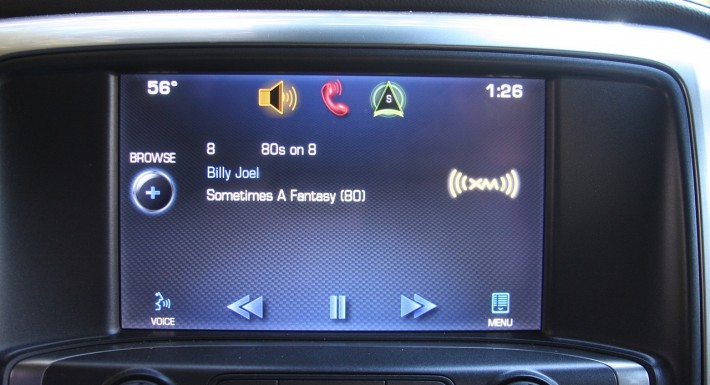 56° S 1:26
8 80s on 8
BROWSE
Billy Joel
Sometimes A Fantasy (80)
XM
VOICE MENU